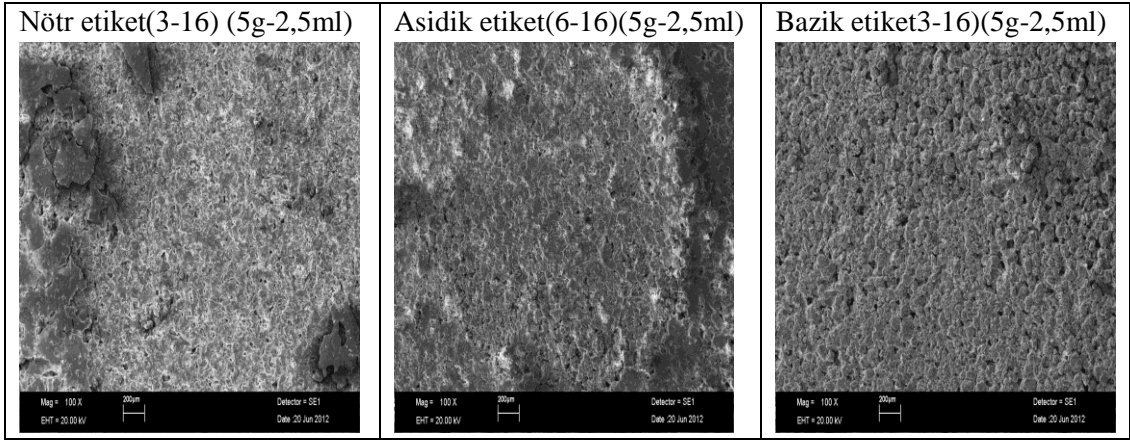 Nötr etiket(3-16) (5g-2,5ml)
Asidik etiket(6-16)(5g-2,5ml)
Bazik etiket3-16)(5g-2,5ml)
Mag = 100 X
200µm
Detector = SE1
EHT = 20.00 kV
Date :20 Jun 2012
Mag = 100 X
200µm
Detector = SE1
EHT = 20.00 kV
Date :20 Jun 2012
Mag = 100 X
200µm
Detector = SE1
EHT = 20.00 kV
Date :20 Jun 2012